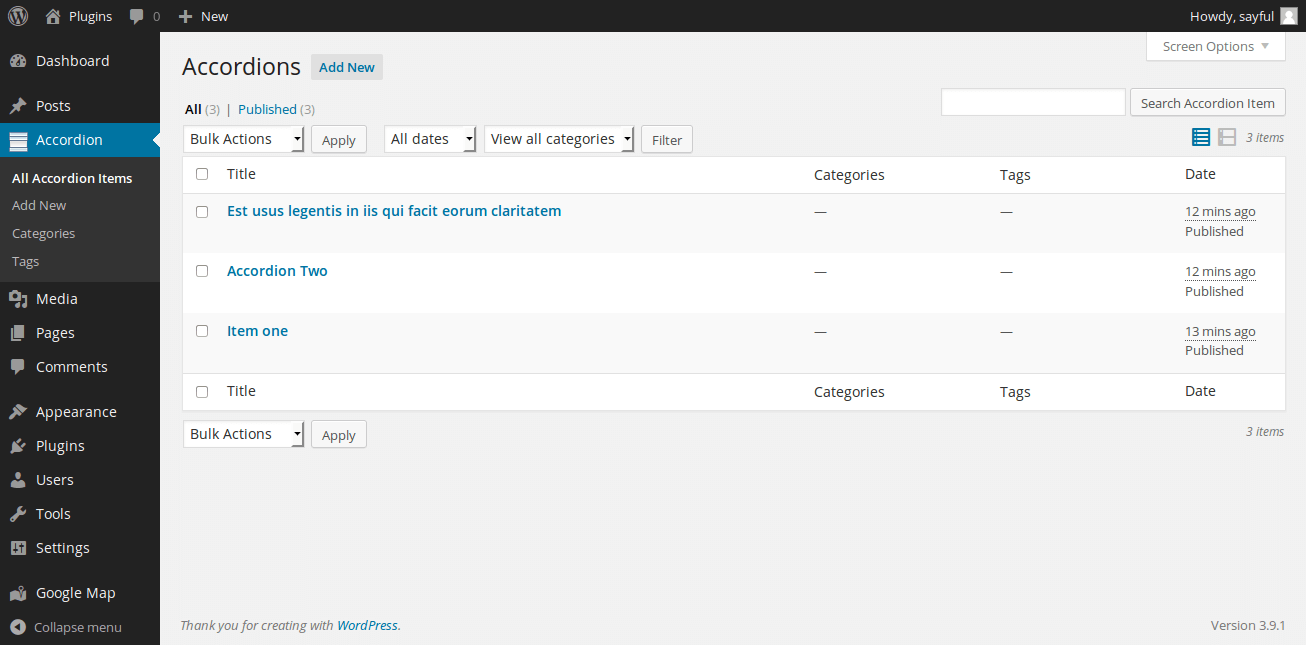 Plugins 0 New Howdy, sayful
Dashboard
Posts
Accordion
All Accordion Items
Add New
Categories
Tags
Media
Pages
Comments
Appearance
Plugins
Users
Tools
Settings
Google Map
Collapse menu
Screen Options
Accordions Add New
All (3) | Published (3)
Search Accordion Item
Bulk Actions Apply All dates View all categories Filter 3 items
Title Categories Tags Date
Est usus legentis in iis qui facit eorum claritatem — — 12 mins ago
Published
Accordion Two — — 12 mins ago
Published
Item one — — 13 mins ago
Published
Title Categories Tags Date
Bulk Actions Apply 3 items
Thank you for creating with WordPress. Version 3.9.1